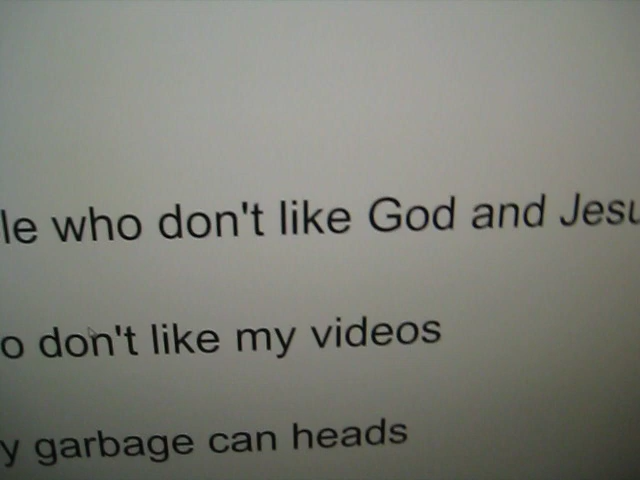 le who don't like God and Jesu
o don't like my videos
y garbage can heads